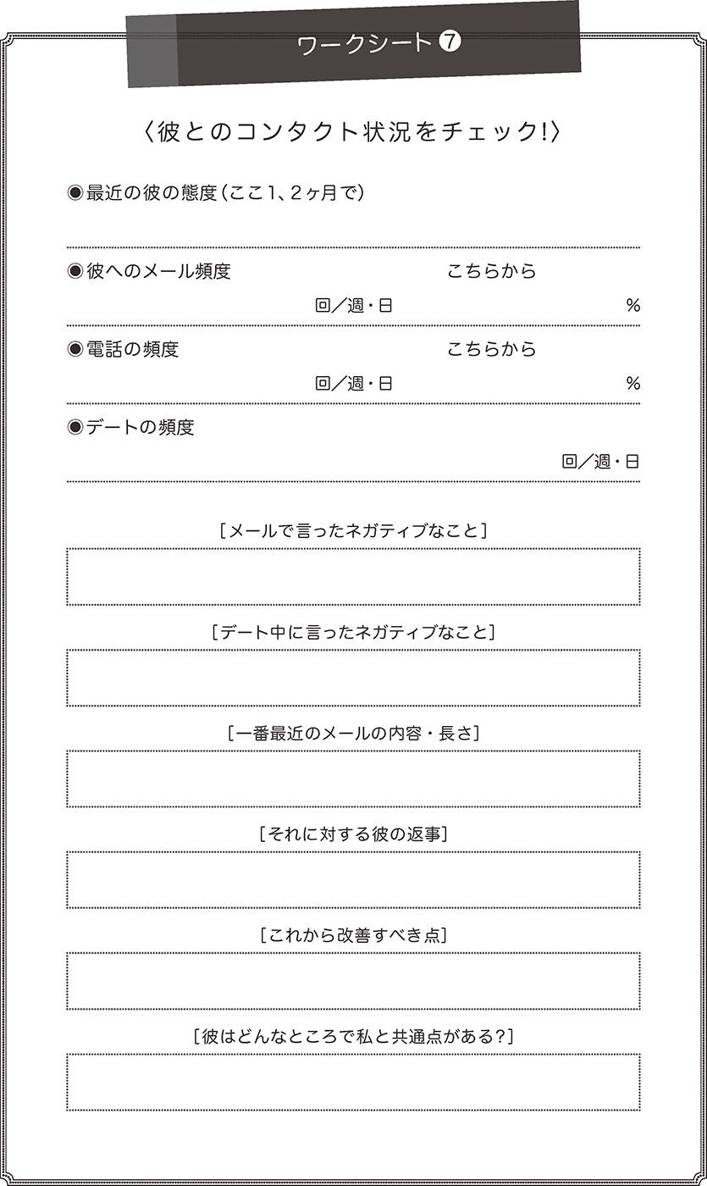 ワークシート❼
〈彼とのコンタクト状況をチェック!〉
◉最近の彼の態度（ここ1、2ヶ月で）
◉彼へのメール頻度 こちらから
回／週・日 %
◉電話の頻度 こちらから
回／週・日 %
◉デートの頻度
回／週・日
［メールで言ったネガティブなこと］
［デート中に言ったネガティブなこと］
［一番最近のメールの内容・長さ］
［それに対する彼の返事］
［これから改善すべき点］
［彼はどんなところで私と共通点がある?］